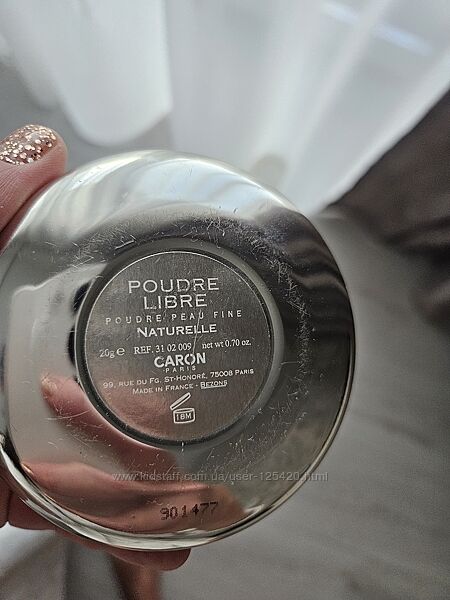 POUDRE
LIBRE
POUDRE PEAU FINE
NATURELLE
20g ℮ REF. 31 02 009 net wt 0.70 oz.
CARON
PARIS
99, RUE DU FG. ST-HONORÉ, 75008 PARIS
MADE IN FRANCE - BEZONS
18M
www.kidstaff.com.ua/user-125420.html
901477